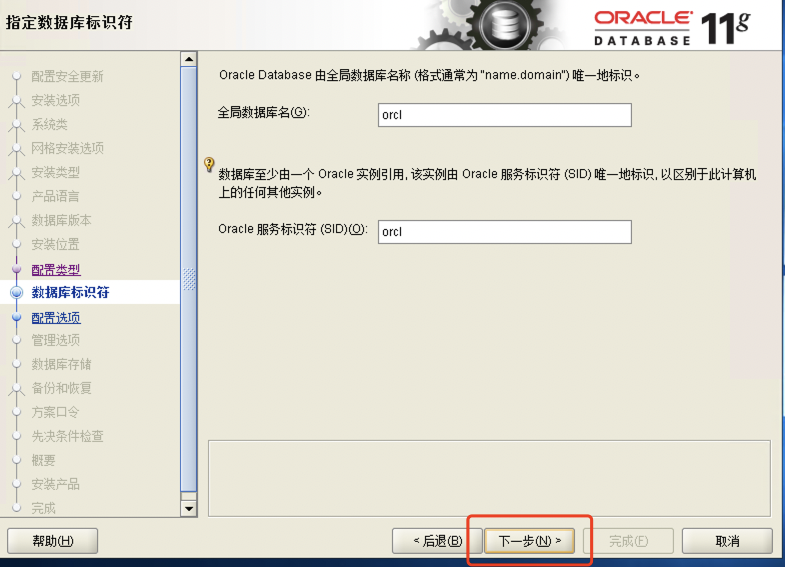 指定数据库标识符
ORACLE®
DATABASE 11g
配置安全更新
安装选项
系统类
网格安装选项
安装类型
产品语言
数据库版本
安装位置
配置类型
数据库标识符
配置选项
管理选项
数据库存储
备份和恢复
方案口令
先决条件检查
概要
安装产品
完成
Oracle Database 由全局数据库名称 (格式通常为 "name.domain") 唯一地标识。
全局数据库名(G): orcl
数据库至少由一个 Oracle 实例引用, 该实例由 Oracle 服务标识符 (SID) 唯一地标识, 以区别于此计算机
上的任何其他实例。
Oracle 服务标识符 (SID)(O): orcl
帮助(H) < 后退(B) 下一步(N) > 完成(F) 取消